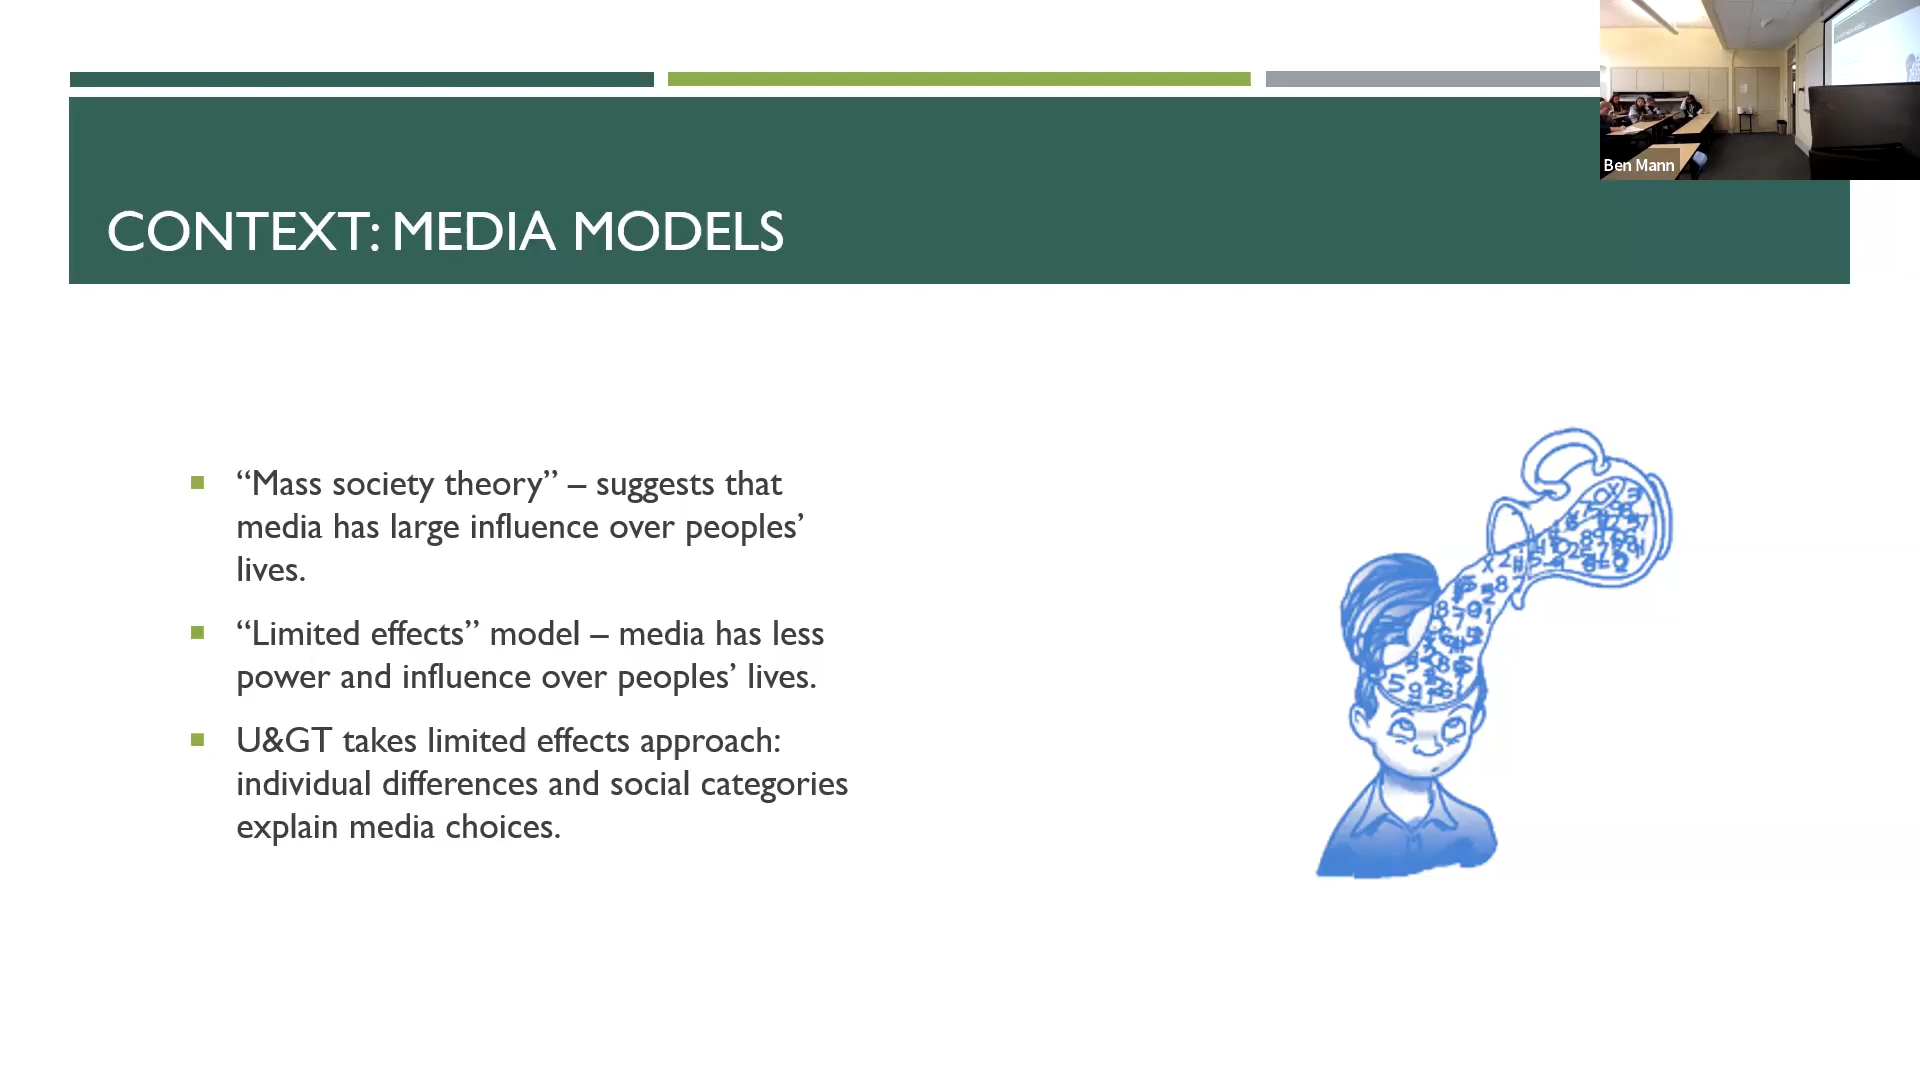 Ben Mann
CONTEXT: MEDIA MODELS
“Mass society theory” – suggests that
media has large influence over peoples’
lives.
“Limited effects” model – media has less
power and influence over peoples’ lives.
U&GT takes limited effects approach:
individual differences and social categories
explain media choices.